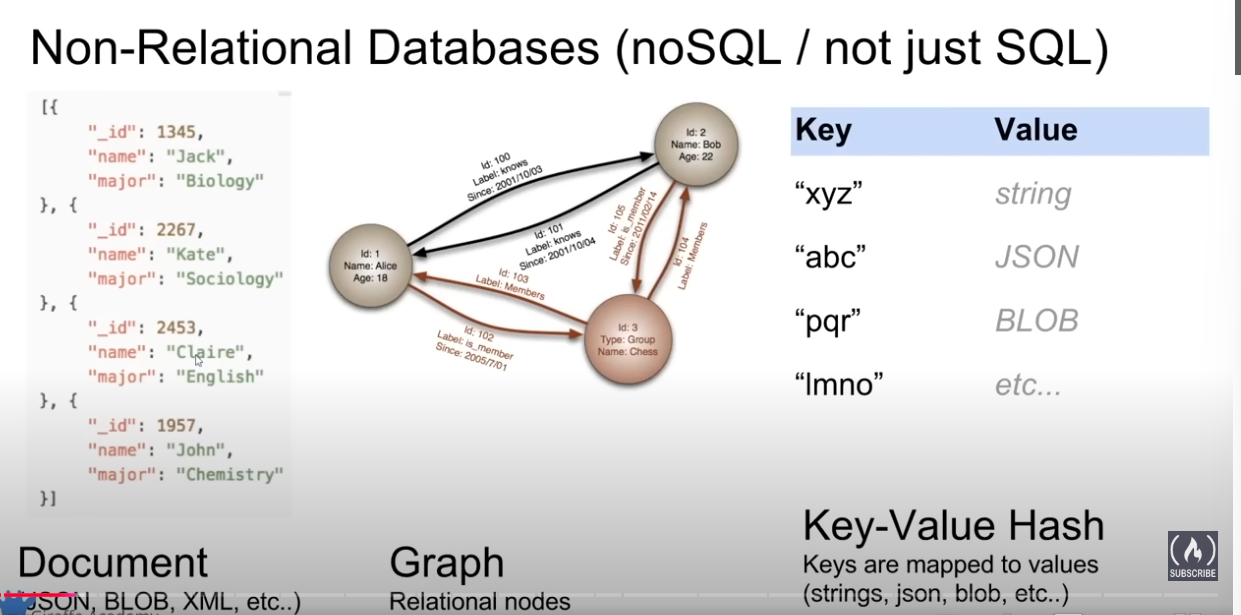 Non-Relational Databases (noSQL / not just SQL)
[{
"_id": 1345,
"name": "Jack",
"major": "Biology"
}, {
"_id": 2267,
"name": "Kate",
"major": "Sociology"
}, {
"_id": 2453,
"name": "Claire",
"major": "English"
}, {
"_id": 1957,
"name": "John",
"major": "Chemistry"
}]
Document
JSON, BLOB, XML, etc..)
Id: 1
Name: Alice
Age: 18
Id: 100
Label: knows
Since: 2001/10/03
Id: 101
Label: knows
Since: 2001/10/04
Id: 2
Name: Bob
Age: 22
Id: 103
Label: Members
Id: 102
Label: is_member
Since: 2005/7/01
Id: 105
Label: is_member
Since: 2011/02/14
Id: 104
Label: Members
Id: 3
Type: Group
Name: Chess
Graph
Relational nodes
Key Value
“xyz” string
“abc” JSON
“pqr” BLOB
“lmno” etc...
Key-Value Hash
Keys are mapped to values
(strings, json, blob, etc..)
SUBSCRIBE